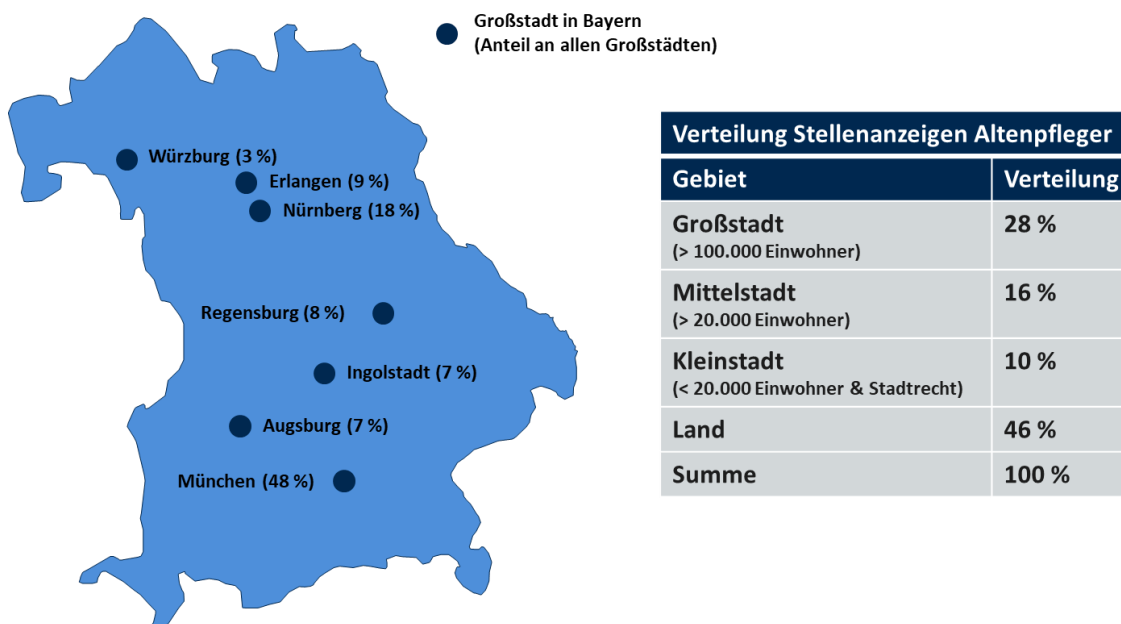 Großstadt in Bayern
(Anteil an allen Großstädten)
Würzburg (3 %)
Erlangen (9 %)
Nürnberg (18 %)
Regensburg (8 %)
Ingolstadt (7 %)
Augsburg (7 %)
München (48 %)
Verteilung Stellenanzeigen Altenpfleger
Gebiet Verteilung
Großstadt 28 %
(> 100.000 Einwohner)
Mittelstadt 16 %
(> 20.000 Einwohner)
Kleinstadt 10 %
(< 20.000 Einwohner & Stadtrecht)
Land 46 %
Summe 100 %